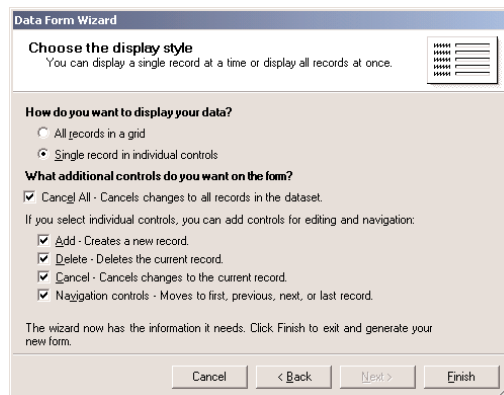 Data Form Wizard
Choose the display style
You can display a single record at a time or display all records at once.
How do you want to display your data?
All records in a grid
Single record in individual controls
What additional controls do you want on the form?
Cancel All - Cancels changes to all records in the dataset.
If you select individual controls, you can add controls for editing and navigation:
Add - Creates a new record.
Delete - Deletes the current record.
Cancel - Cancels changes to the current record.
Navigation controls - Moves to first, previous, next, or last record.
The wizard now has the information it needs. Click Finish to exit and generate your
new form.
Cancel < Back Next > Finish